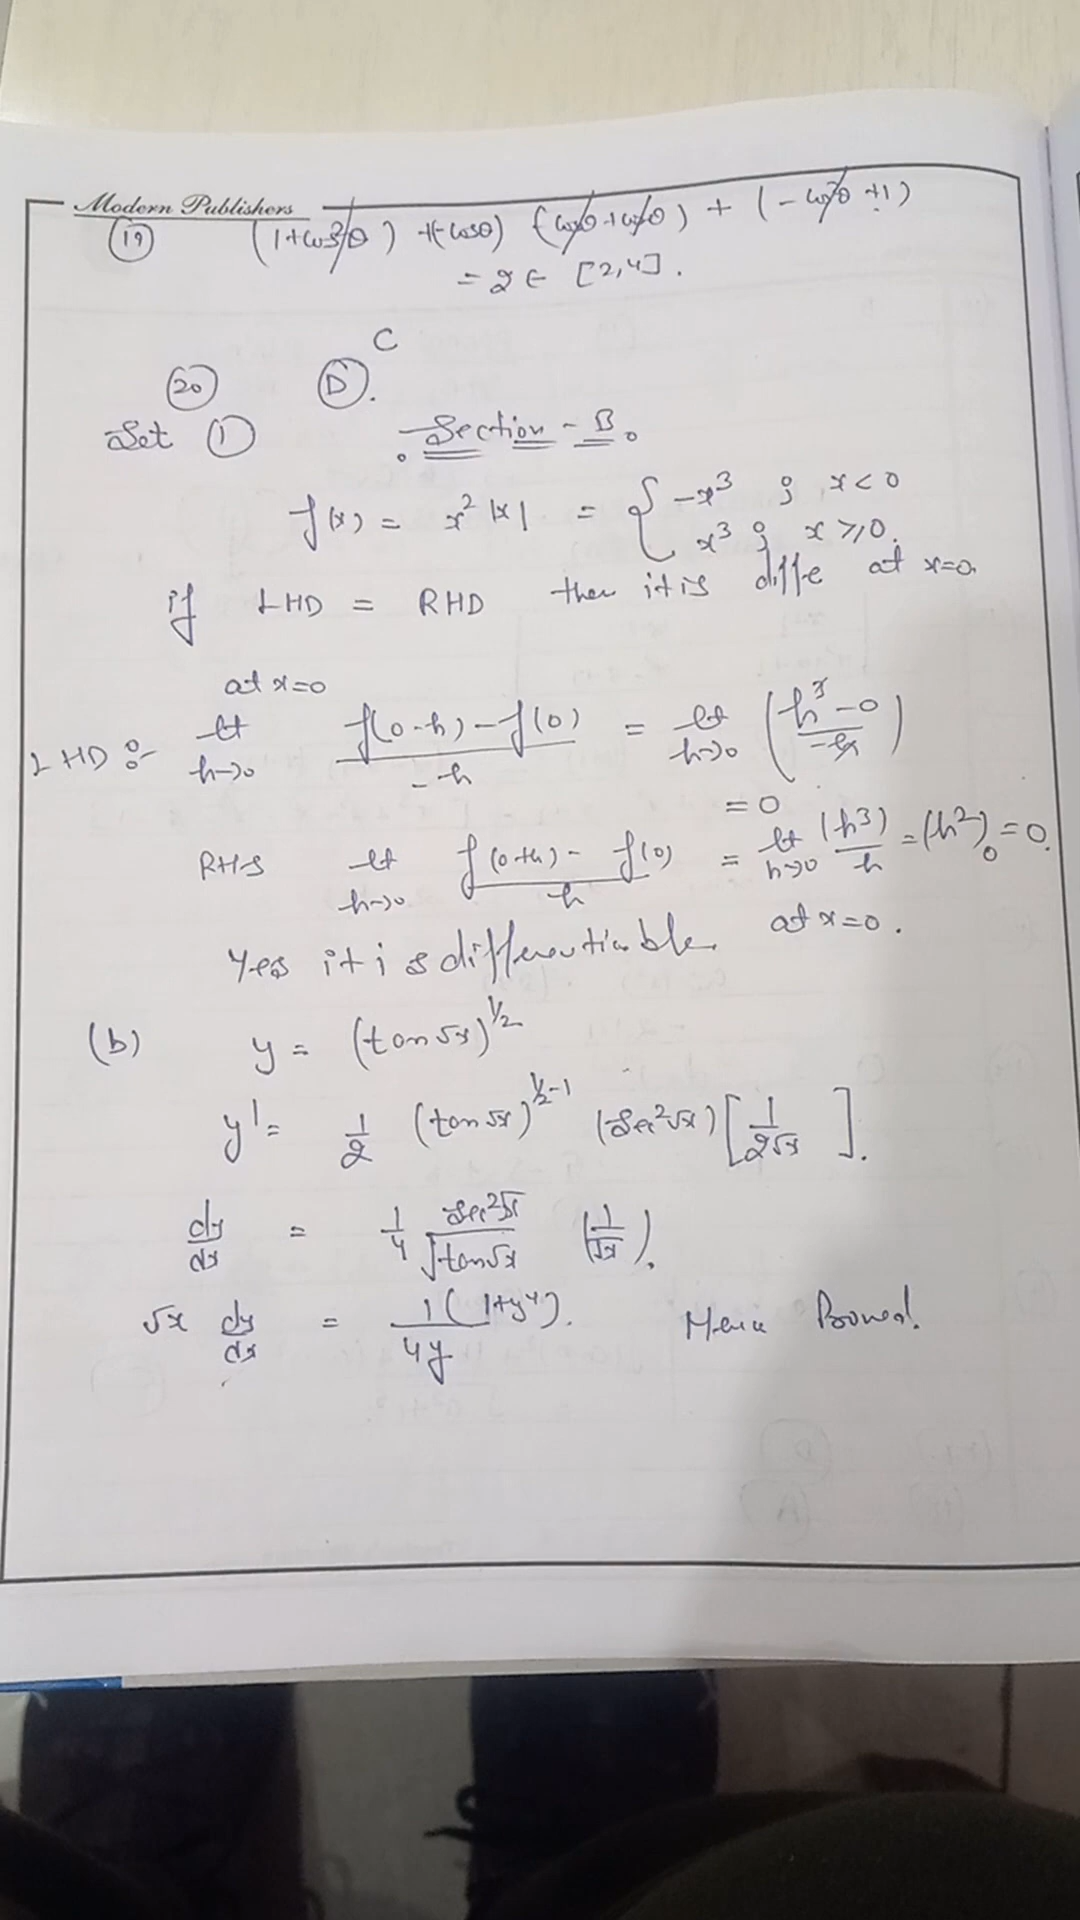 Modern Publishers
(19) (1+cos²θ) +(-cosθ) (-cosθ+cosθ) + (-cos²θ +1)
= 2 ∈ [2,4].
C
(20) (D).
Set (1) Section - B.
f(x) = x² |x| = { -x³ ; x<0
x³ ; x ≥ 0.
if LHD = RHD then it is diffe at x=0.
at x=0
LHD :- lt h→0 f(0-h) - f(0) / -h = lt h→0 (h³-0 / -h)
= 0
RHS lt h→0 f(0+h) - f(0) / h = lt h→0 (h³) / h = (h²) = 0.
Yes it is differentiable at x=0.
(b) y = (tan √x)^1/2
y' = 1/2 (tan √x)^1/2-1 (sec²√x) [1/2√x].
dy/dx = 1/4 sec²√x / √tan√x (1/√x).
√x dy/dx = 1(1+y⁴) / 4y. Hence Proved.